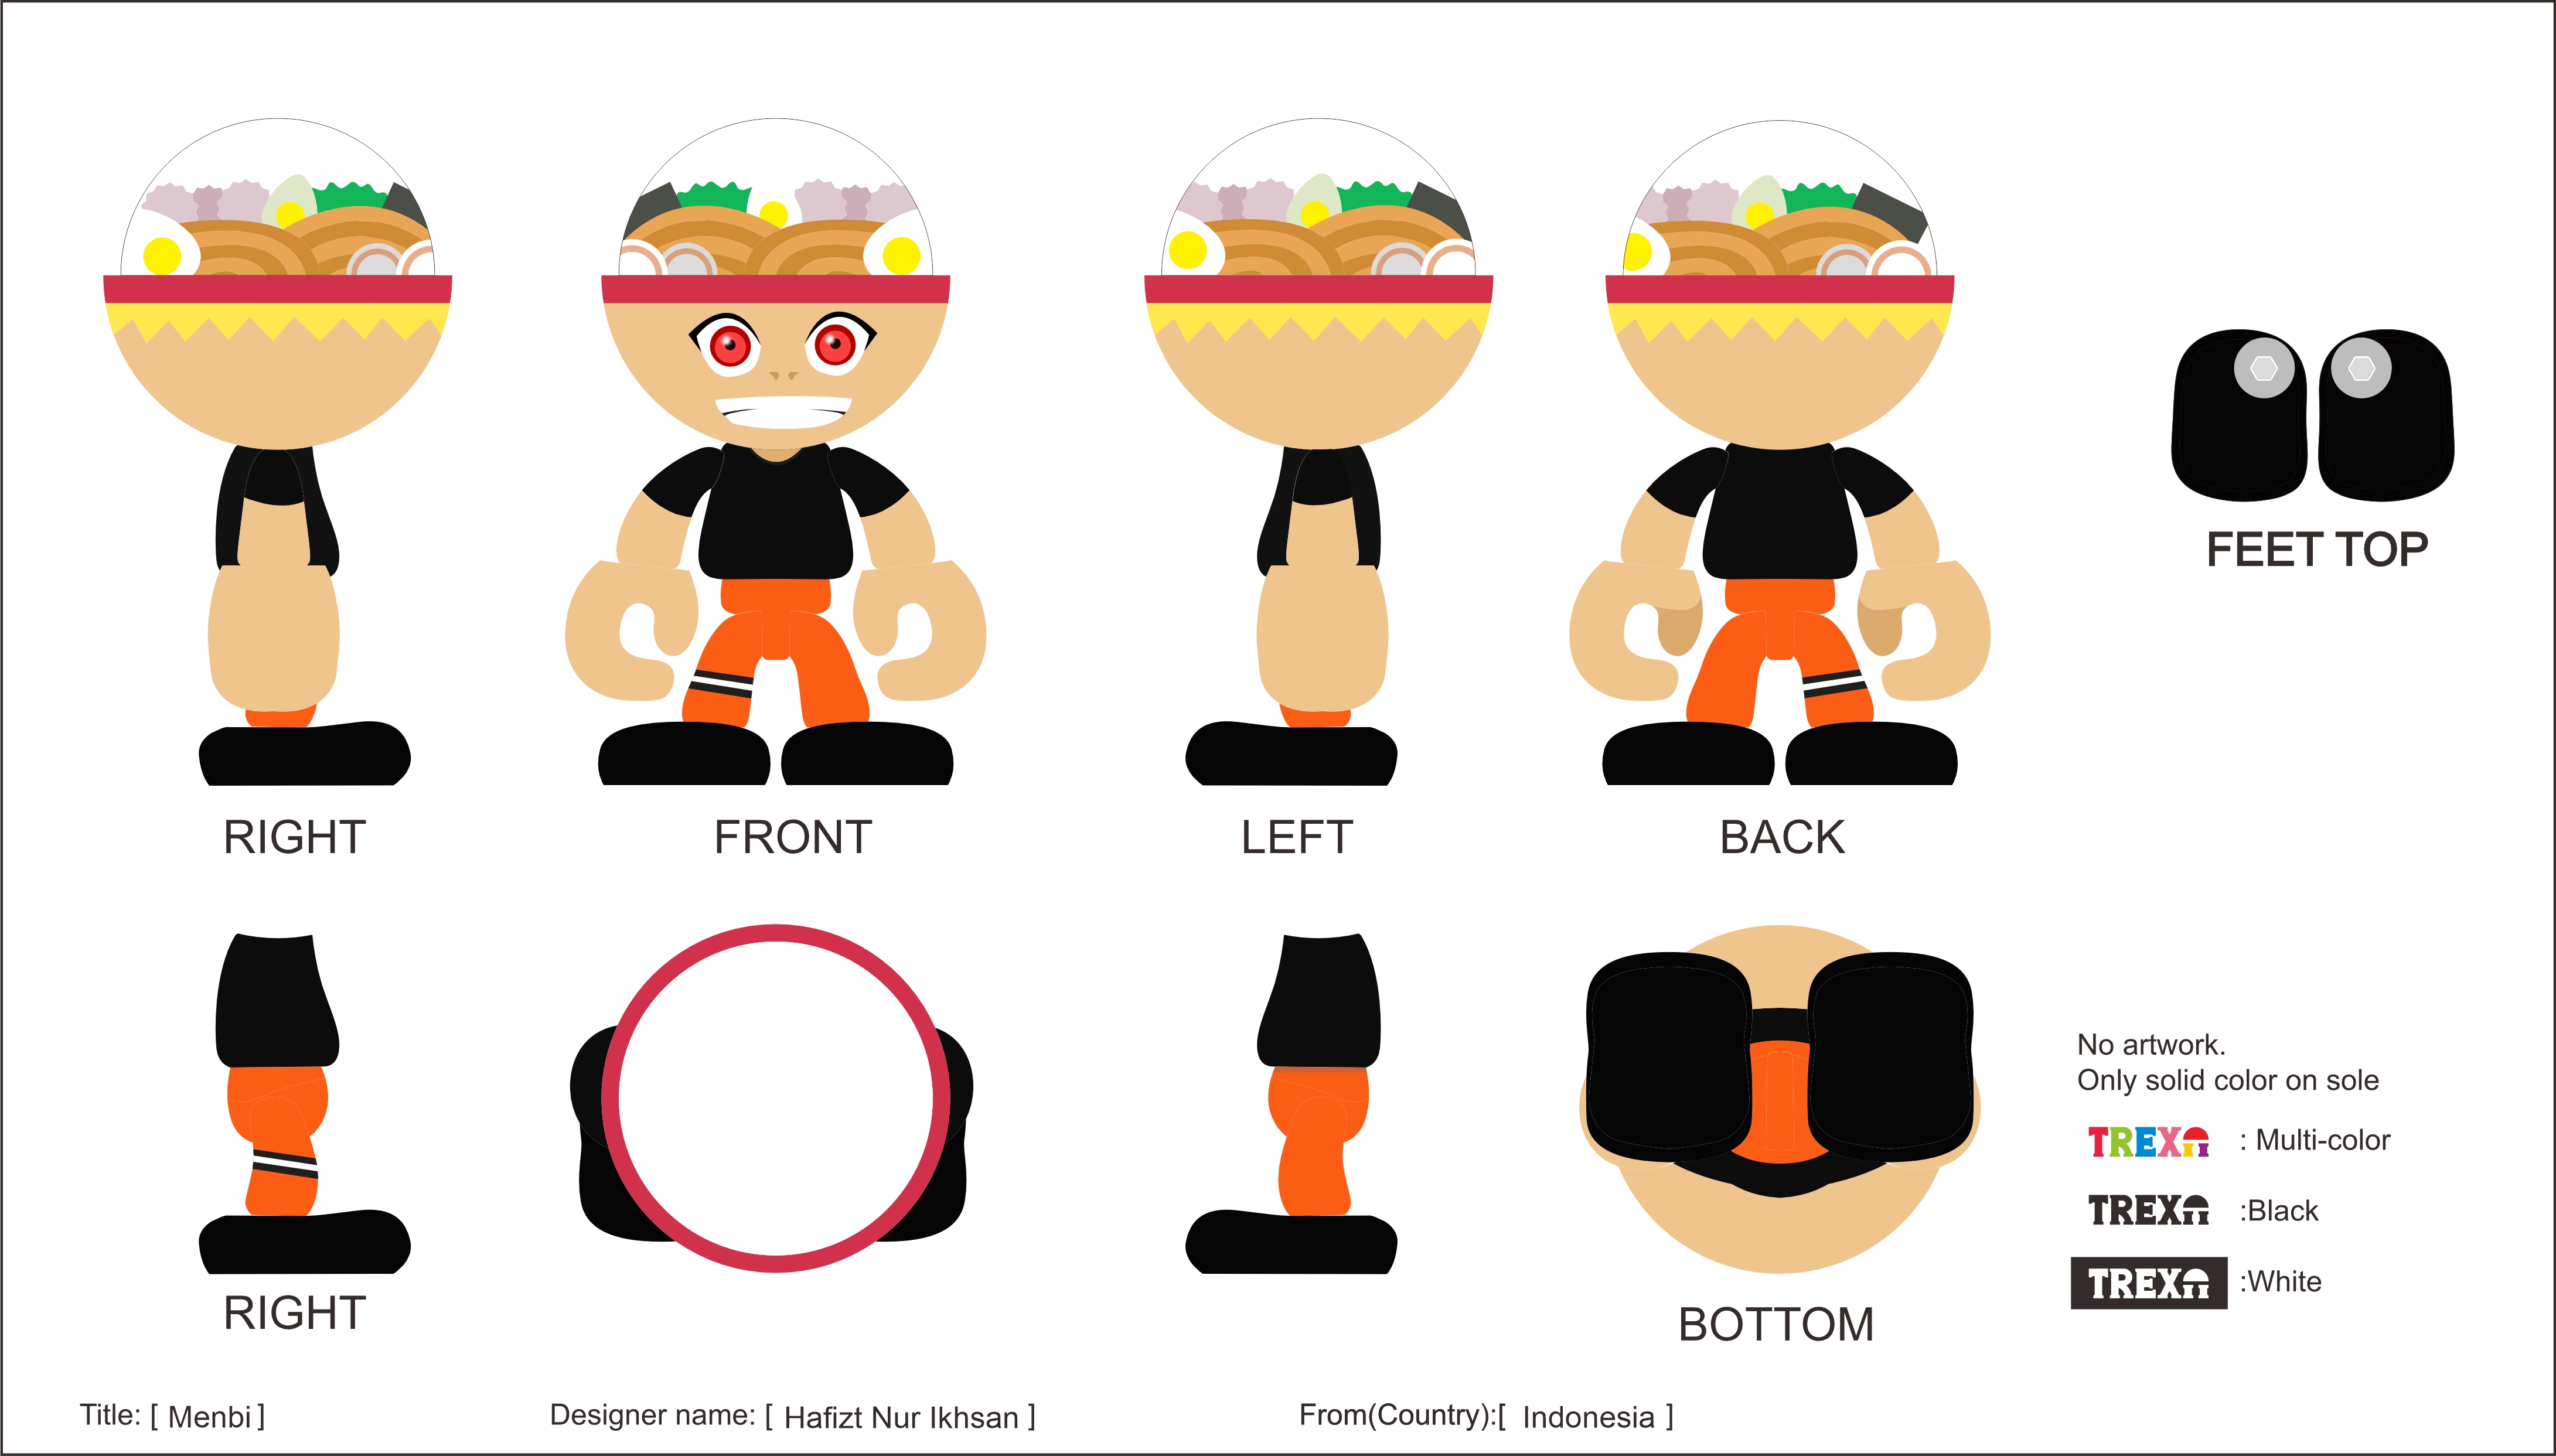 FEET TOP
RIGHT
FRONT
LEFT
BACK
No artwork.
Only solid color on sole
TREXA : Multi-color
TREXA :Black
TREXA :White
RIGHT
BOTTOM
Title: [ Menbi ]
Designer name: [ Hafizt Nur Ikhsan ]
From(Country):[ Indonesia ]